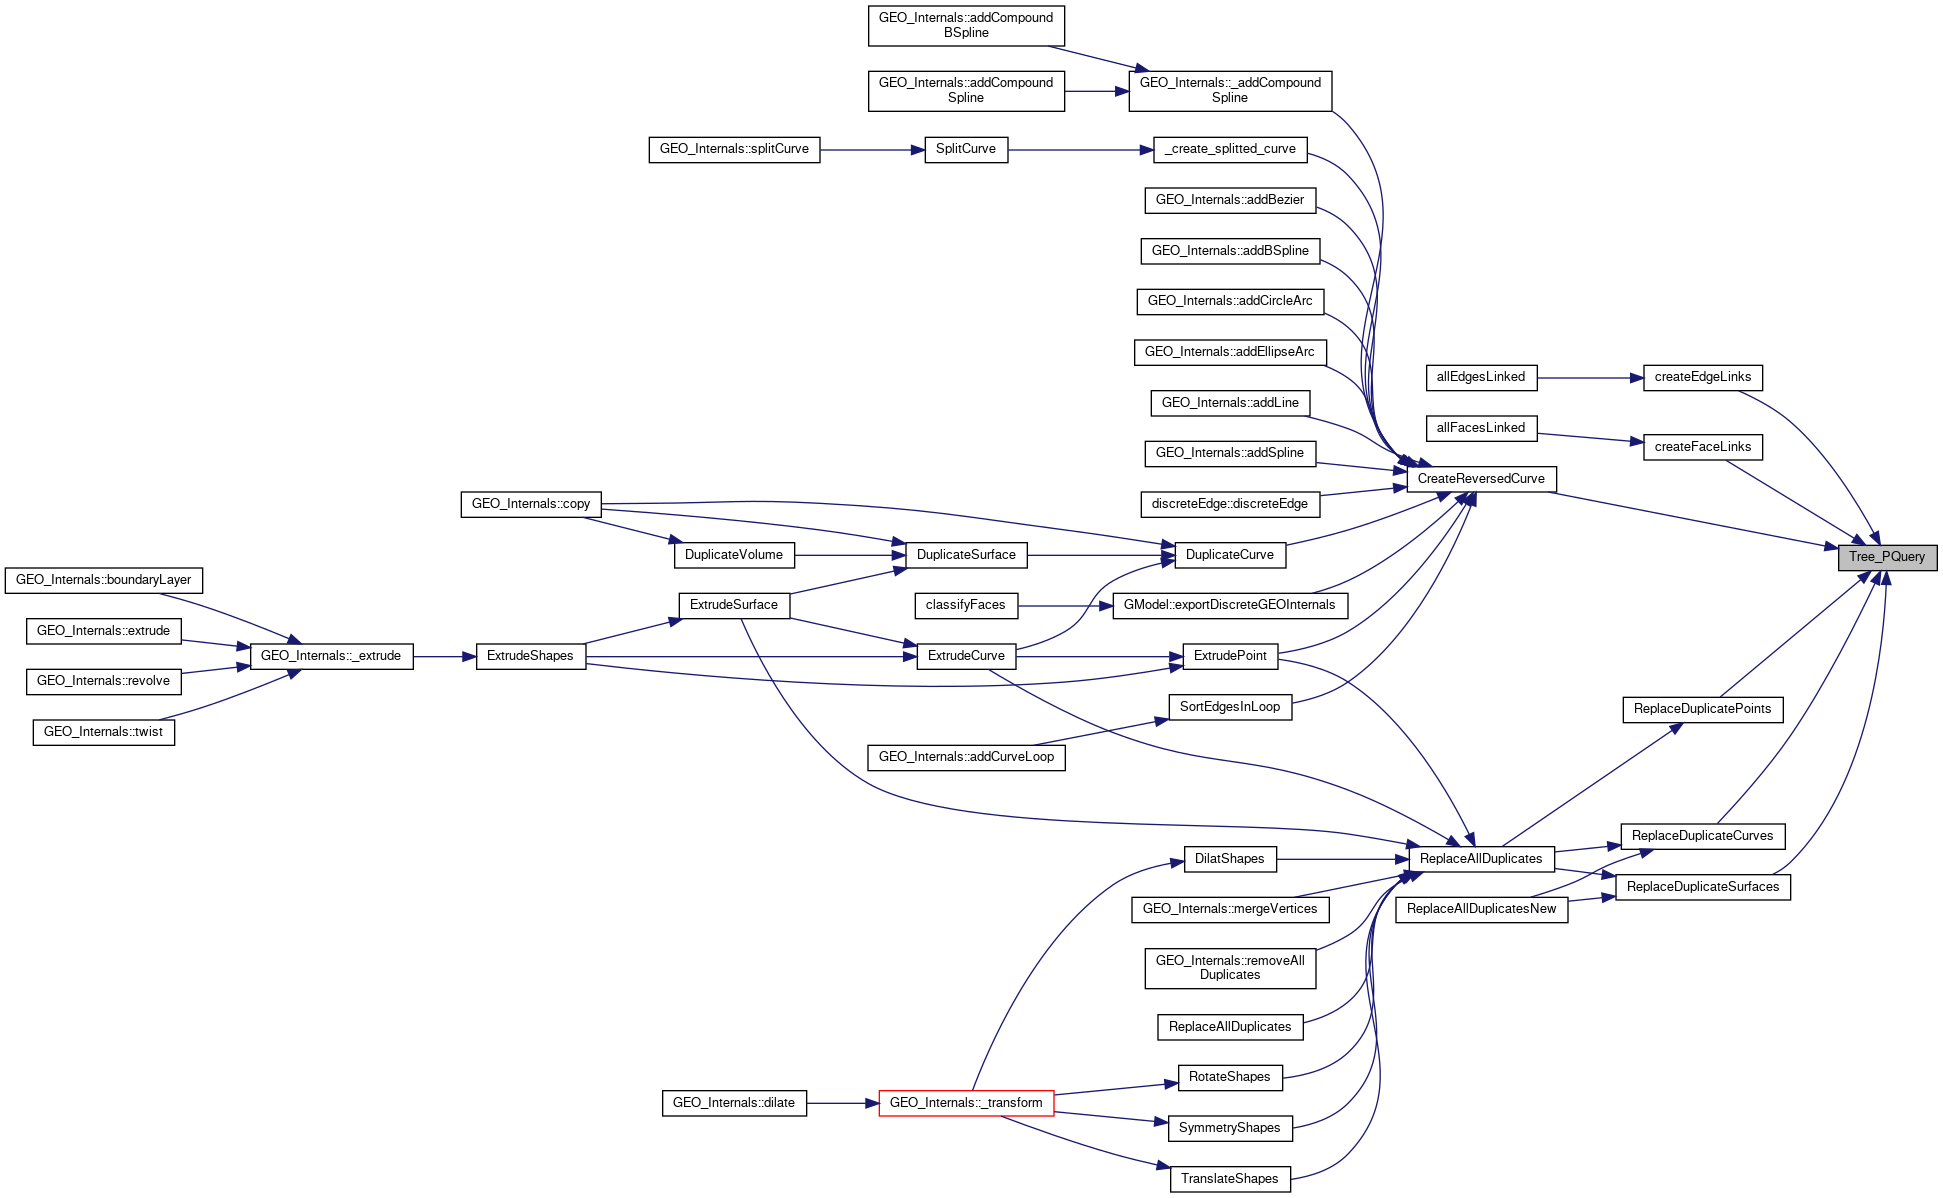 GEO_Internals::addCompound
BSpline
GEO_Internals::addCompound
Spline
GEO_Internals::_addCompound
Spline
GEO_Internals::splitCurve
SplitCurve
_create_splitted_curve
GEO_Internals::addBezier
GEO_Internals::addBSpline
GEO_Internals::addCircleArc
GEO_Internals::addEllipseArc
GEO_Internals::addLine
GEO_Internals::addSpline
discreteEdge::discreteEdge
allEdgesLinked
createEdgeLinks
allFacesLinked
createFaceLinks
CreateReversedCurve
Tree_PQuery
GEO_Internals::copy
DuplicateVolume
DuplicateSurface
DuplicateCurve
GEO_Internals::boundaryLayer
GEO_Internals::extrude
GEO_Internals::revolve
GEO_Internals::twist
GEO_Internals::_extrude
ExtrudeShapes
ExtrudeSurface
classifyFaces
GModel::exportDiscreteGEOInternals
ExtrudeCurve
ExtrudePoint
SortEdgesInLoop
GEO_Internals::addCurveLoop
ReplaceDuplicatePoints
ReplaceDuplicateCurves
ReplaceDuplicateSurfaces
ReplaceAllDuplicates
ReplaceAllDuplicatesNew
DilatShapes
GEO_Internals::mergeVertices
GEO_Internals::removeAll
Duplicates
ReplaceAllDuplicates
RotateShapes
GEO_Internals::dilate
GEO_Internals::_transform
SymmetryShapes
TranslateShapes